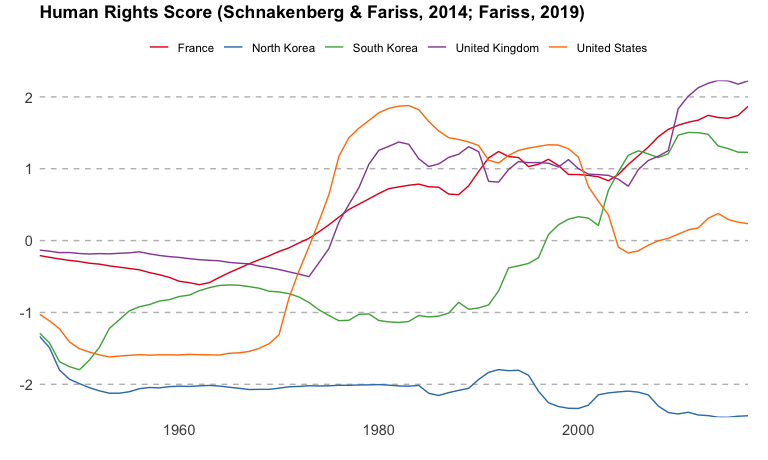 Human Rights Score (Schnakenberg & Fariss, 2014; Fariss, 2019)
France North Korea South Korea United Kingdom United States
2
1
0
-1
-2
1960 1980 2000